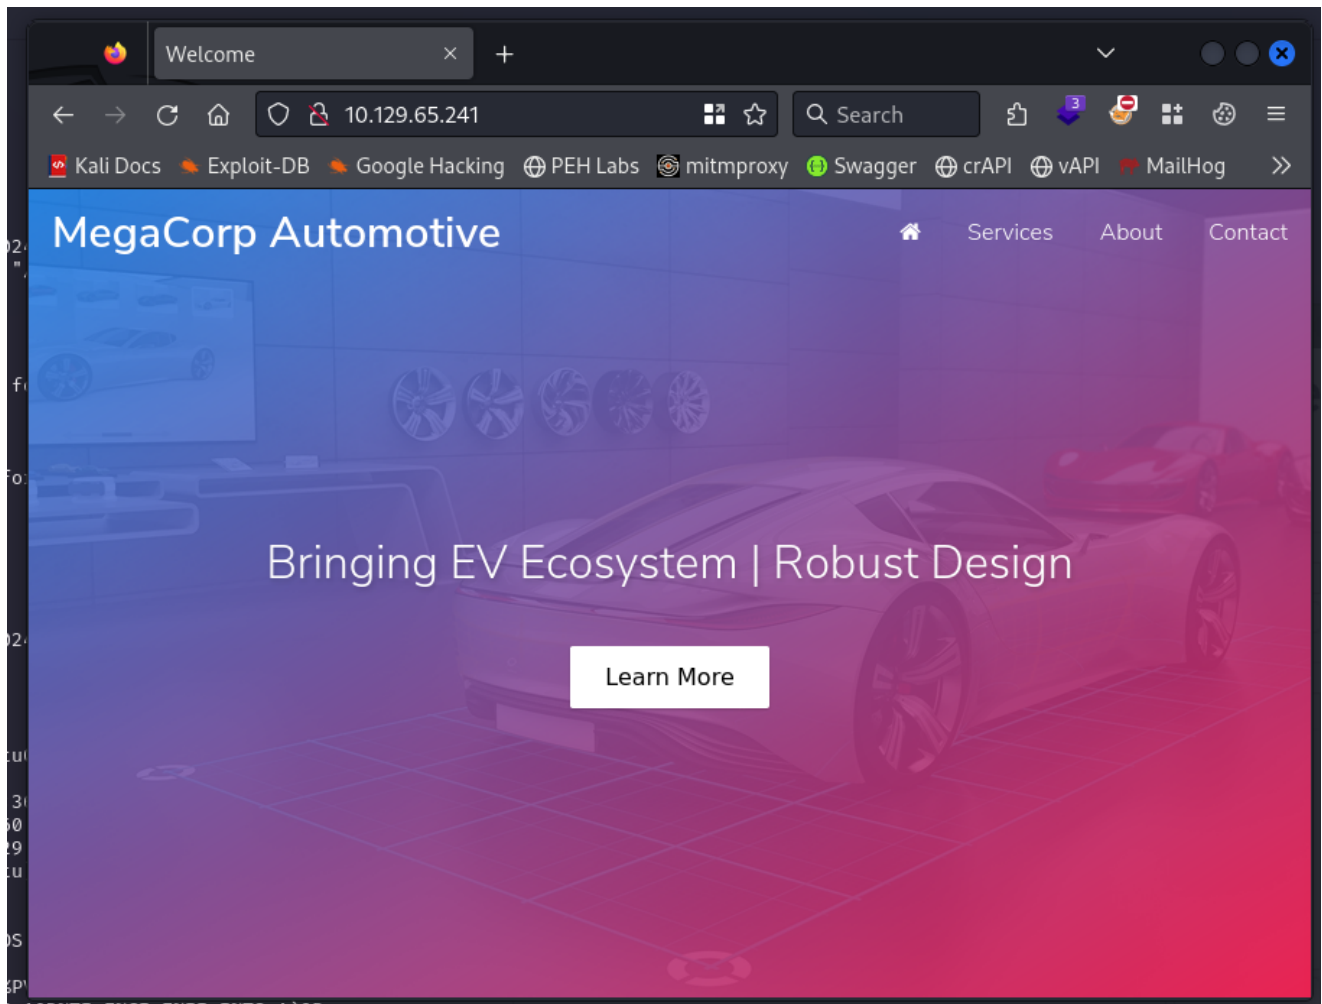 Welcome
10.129.65.241
Search
3
Kali Docs Exploit-DB Google Hacking PEH Labs mitmproxy Swagger crAPI vAPI MailHog
MegaCorp Automotive
Services About Contact
Bringing EV Ecosystem | Robust Design
Learn More